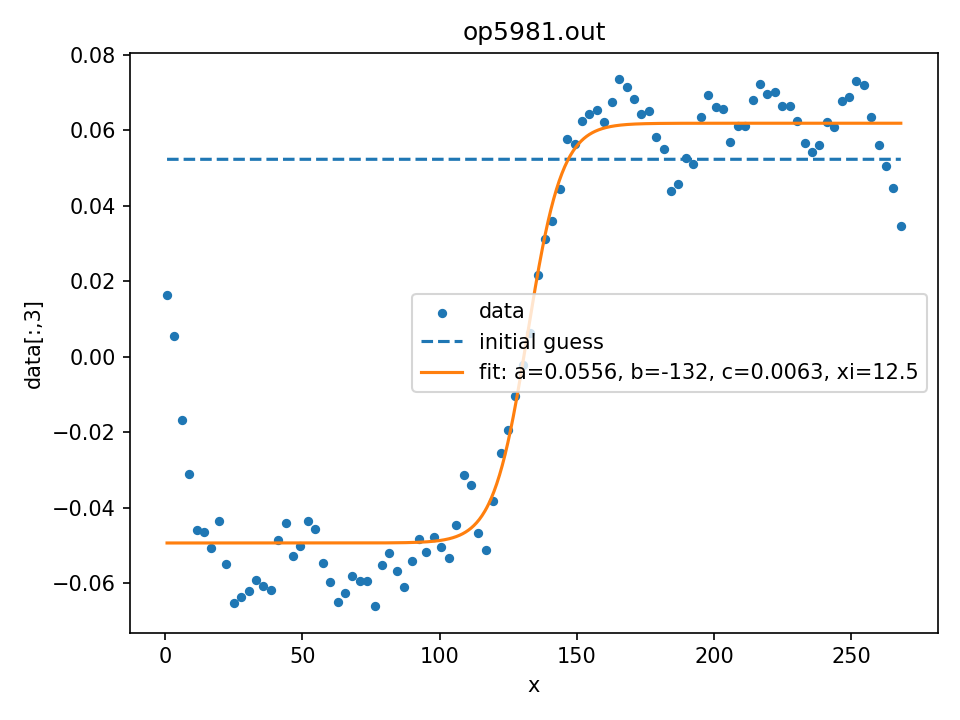 op5981.out
0.08
0.06
0.04
0.02
0.00
−0.02
−0.04
−0.06
data[:,3]
data
initial guess
fit: a=0.0556, b=-132, c=0.0063, xi=12.5
0 50 100 150 200 250
x